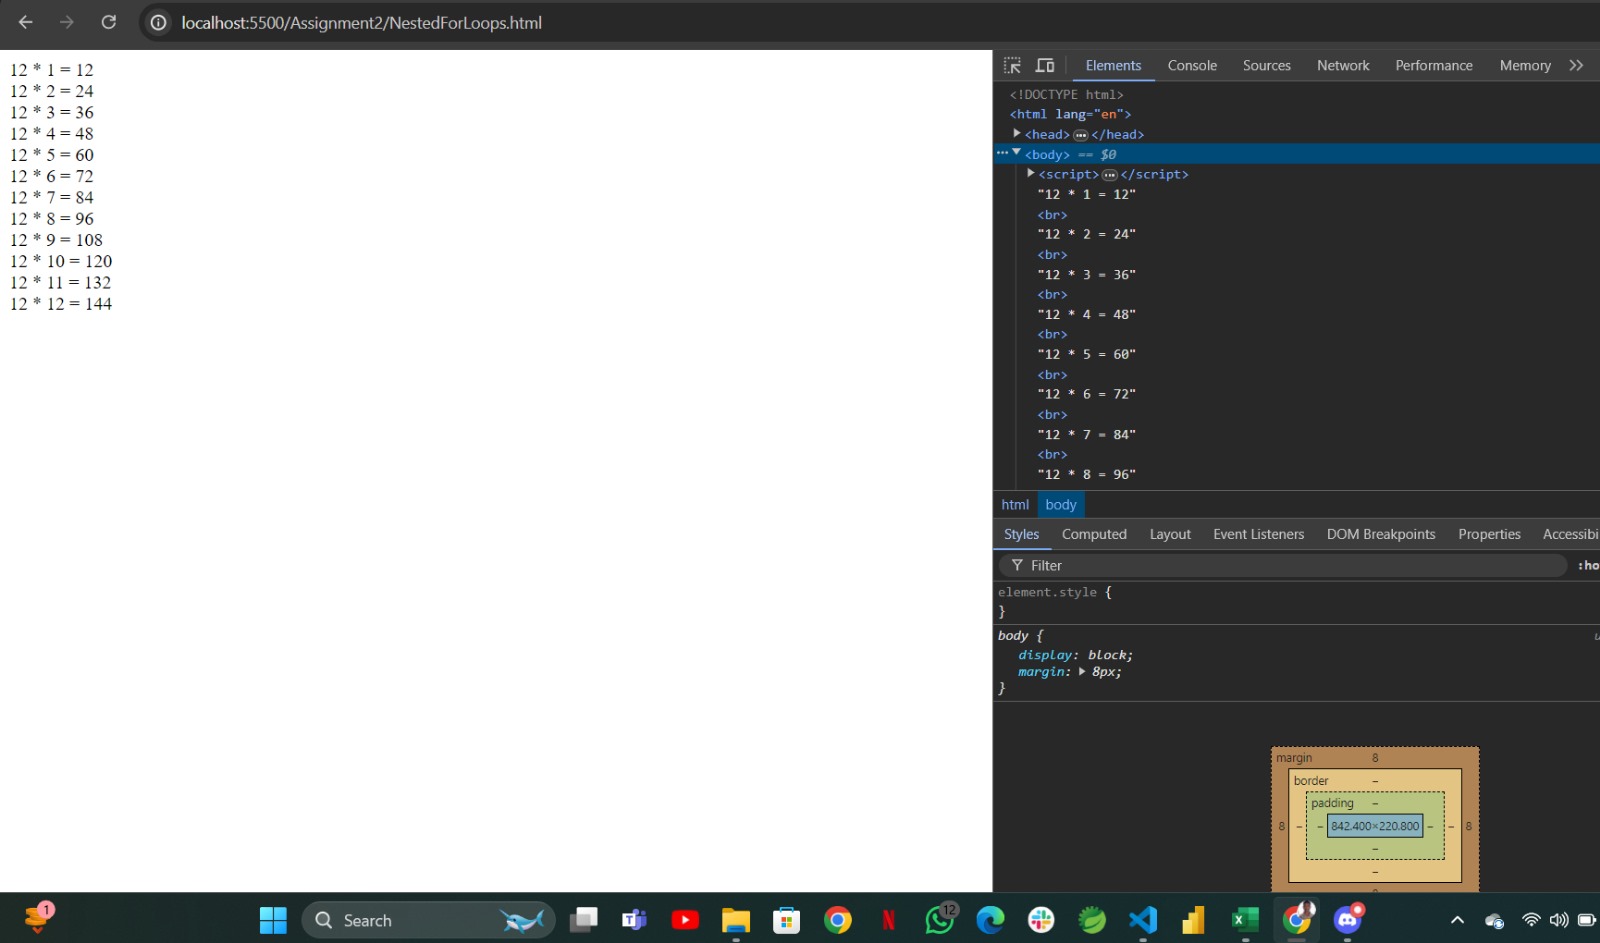 localhost:5500/Assignment2/NestedForLoops.html
12 * 1 = 12
12 * 2 = 24
12 * 3 = 36
12 * 4 = 48
12 * 5 = 60
12 * 6 = 72
12 * 7 = 84
12 * 8 = 96
12 * 9 = 108
12 * 10 = 120
12 * 11 = 132
12 * 12 = 144
Elements Console Sources Network Performance Memory
<!DOCTYPE html>
<html lang="en">
<head> ••• </head>
••• <body> == $0
<script> ••• </script>
"12 * 1 = 12"
<br>
"12 * 2 = 24"
<br>
"12 * 3 = 36"
<br>
"12 * 4 = 48"
<br>
"12 * 5 = 60"
<br>
"12 * 6 = 72"
<br>
"12 * 7 = 84"
<br>
"12 * 8 = 96"
html body
Styles Computed Layout Event Listeners DOM Breakpoints Properties Accessibi
Filter :ho
element.style {
}
body {
display: block;
margin: 8px;
}
margin 8
border –
padding –
8 – – 842.400×220.800 – – 8
–
–
1 Search T 12 N X